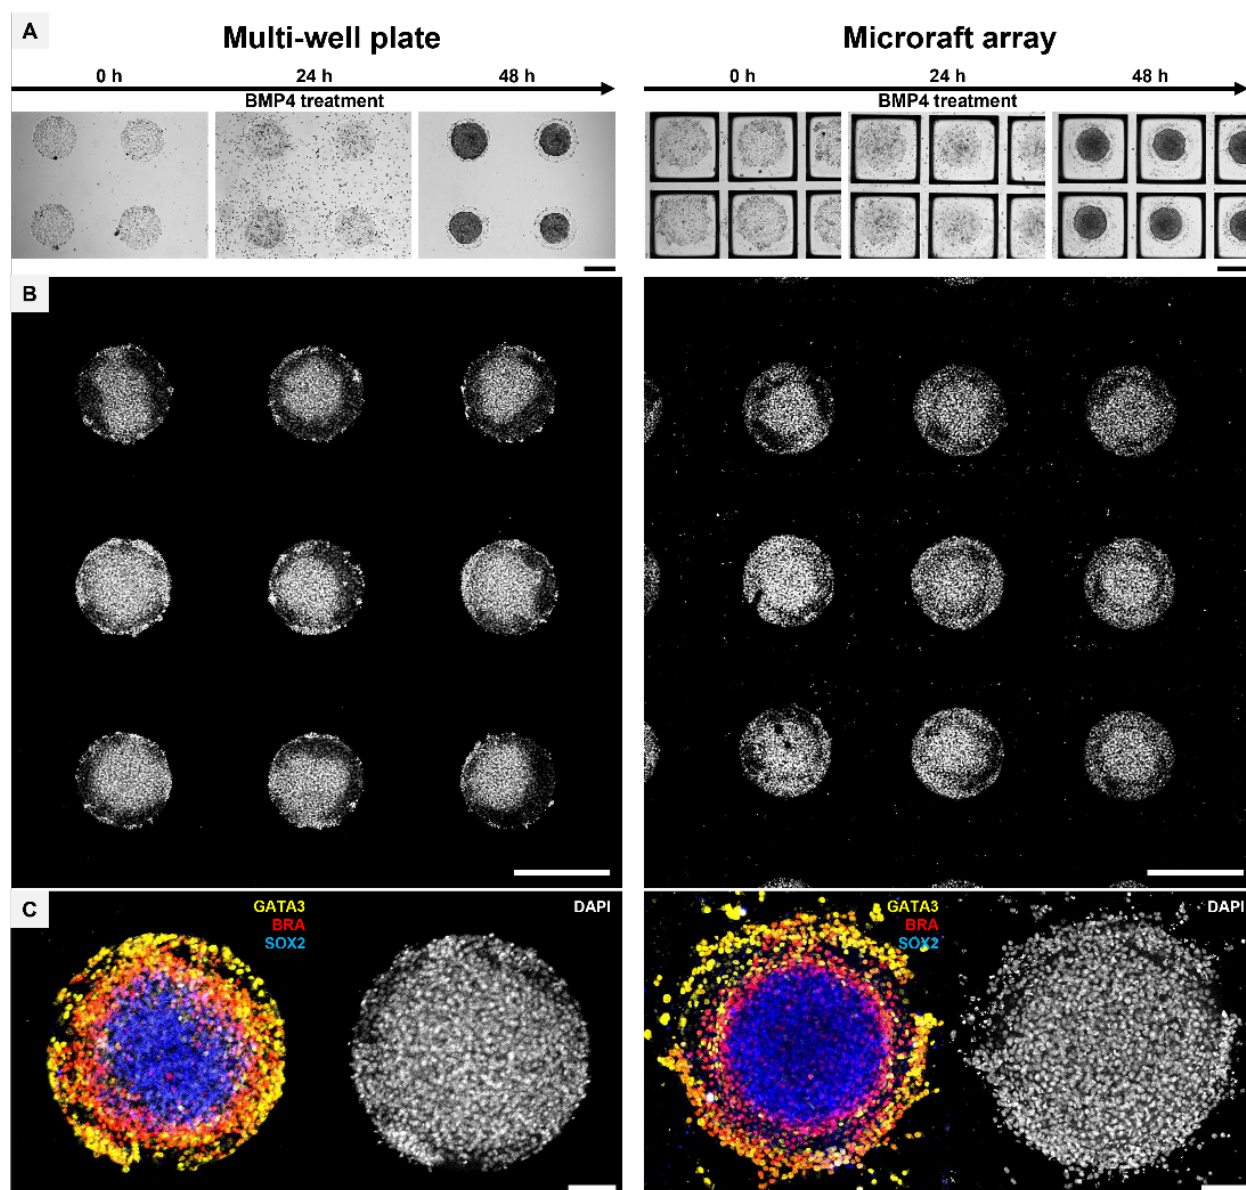 A
Multi-well plate
Microraft array
0 h 24 h 48 h
0 h 24 h 48 h
BMP4 treatment
BMP4 treatment
B
C
GATA3
BRA
SOX2
DAPI
GATA3
BRA
SOX2
DAPI